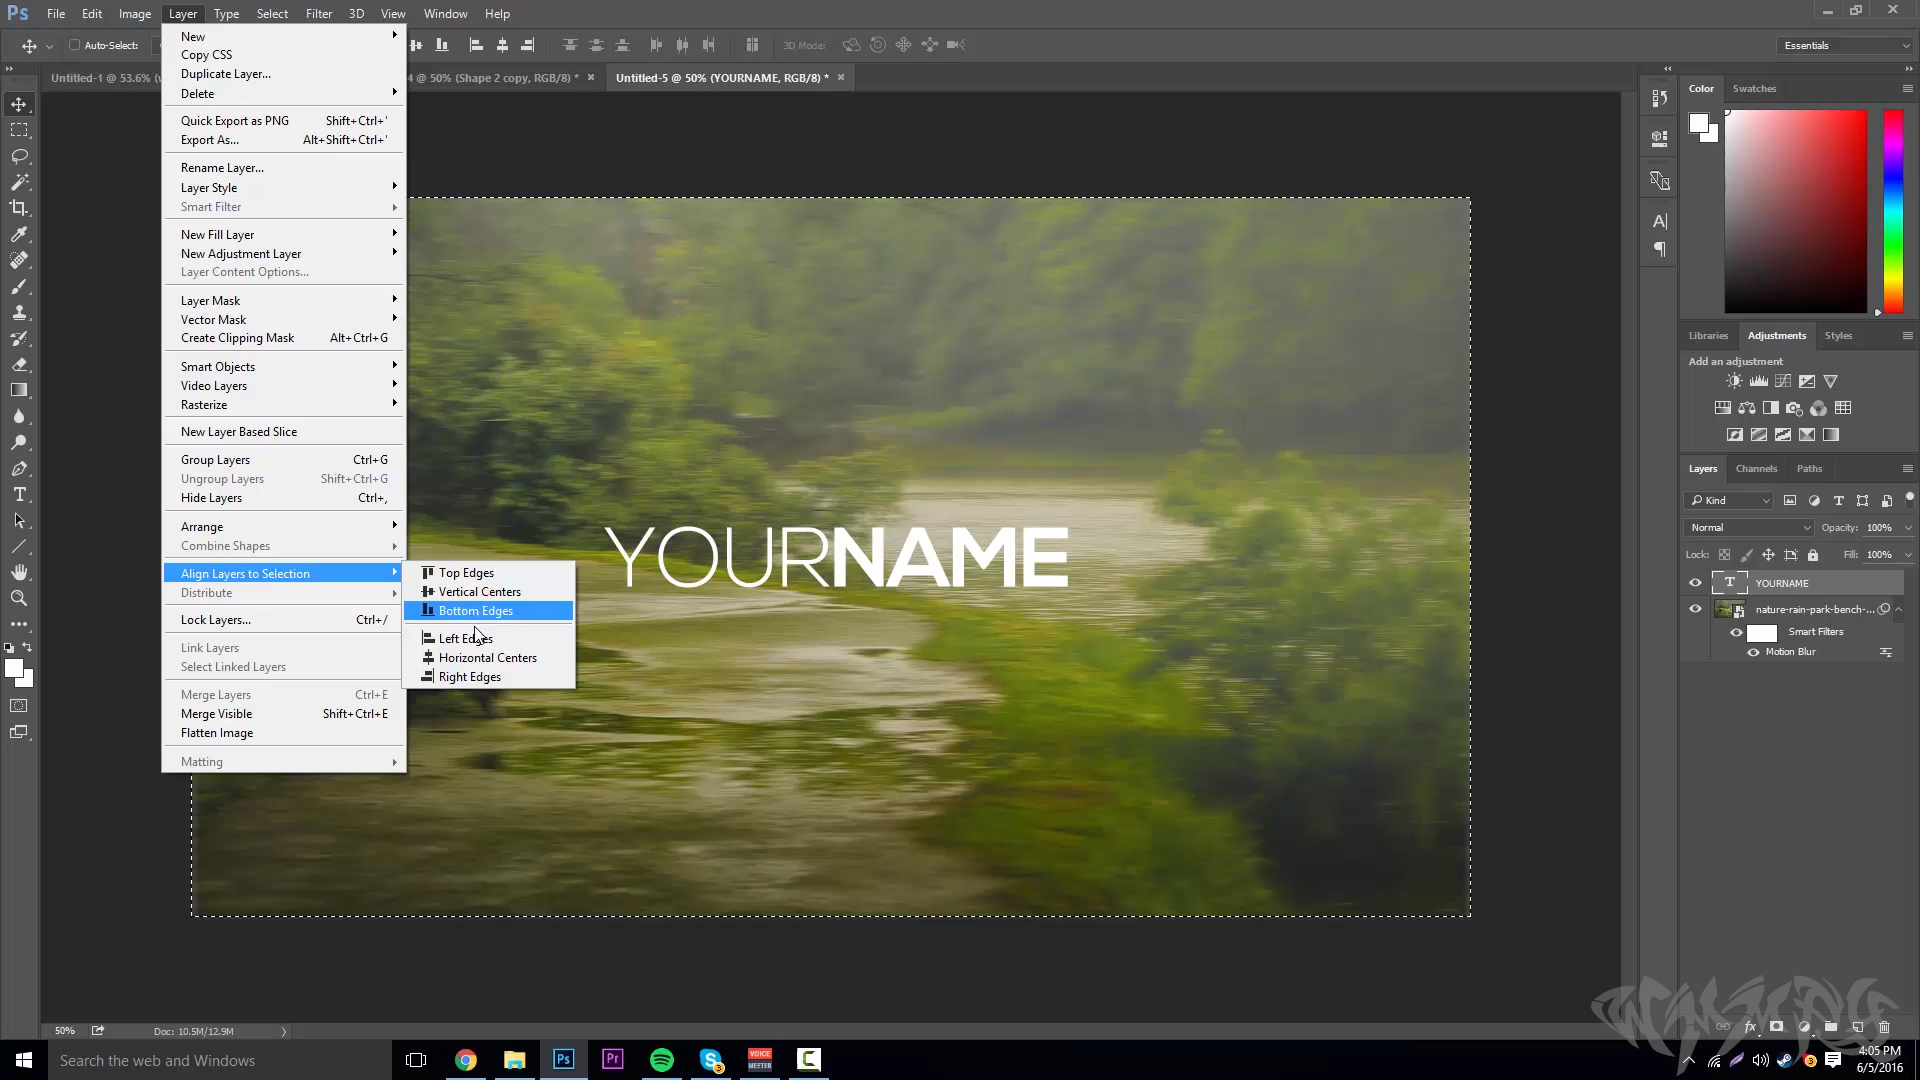 Ps File Edit Image Layer Type Select Filter 3D View Window Help
Auto-Select:
3D Mode:
Essentials
Untitled-1 @ 53.6% (
4 @ 50% (Shape 2 copy, RGB/8) *
Untitled-5 @ 50% (YOURNAME, RGB/8) *
New
Copy CSS
Duplicate Layer...
Delete
Quick Export as PNG Shift+Ctrl+'
Export As... Alt+Shift+Ctrl+'
Rename Layer...
Layer Style
Smart Filter
New Fill Layer
New Adjustment Layer
Layer Content Options...
Layer Mask
Vector Mask
Create Clipping Mask Alt+Ctrl+G
Smart Objects
Video Layers
Rasterize
New Layer Based Slice
Group Layers Ctrl+G
Ungroup Layers Shift+Ctrl+G
Hide Layers Ctrl+,
Arrange
Combine Shapes
Align Layers to Selection
Distribute
Lock Layers... Ctrl+/
Link Layers
Select Linked Layers
Merge Layers Ctrl+E
Merge Visible Shift+Ctrl+E
Flatten Image
Matting
Top Edges
Vertical Centers
Bottom Edges
Left Edges
Horizontal Centers
Right Edges
YOURNAME
Color Swatches
Libraries Adjustments Styles
Add an adjustment
Layers Channels Paths
Kind
Normal Opacity: 100%
Lock: Fill: 100%
T YOURNAME
nature-rain-park-bench-...
Smart Filters
Motion Blur
50% Doc: 10.5M/12.9M
Search the web and Windows
Ps
Pr
VOICE
MEETER
4:05 PM
6/5/2016